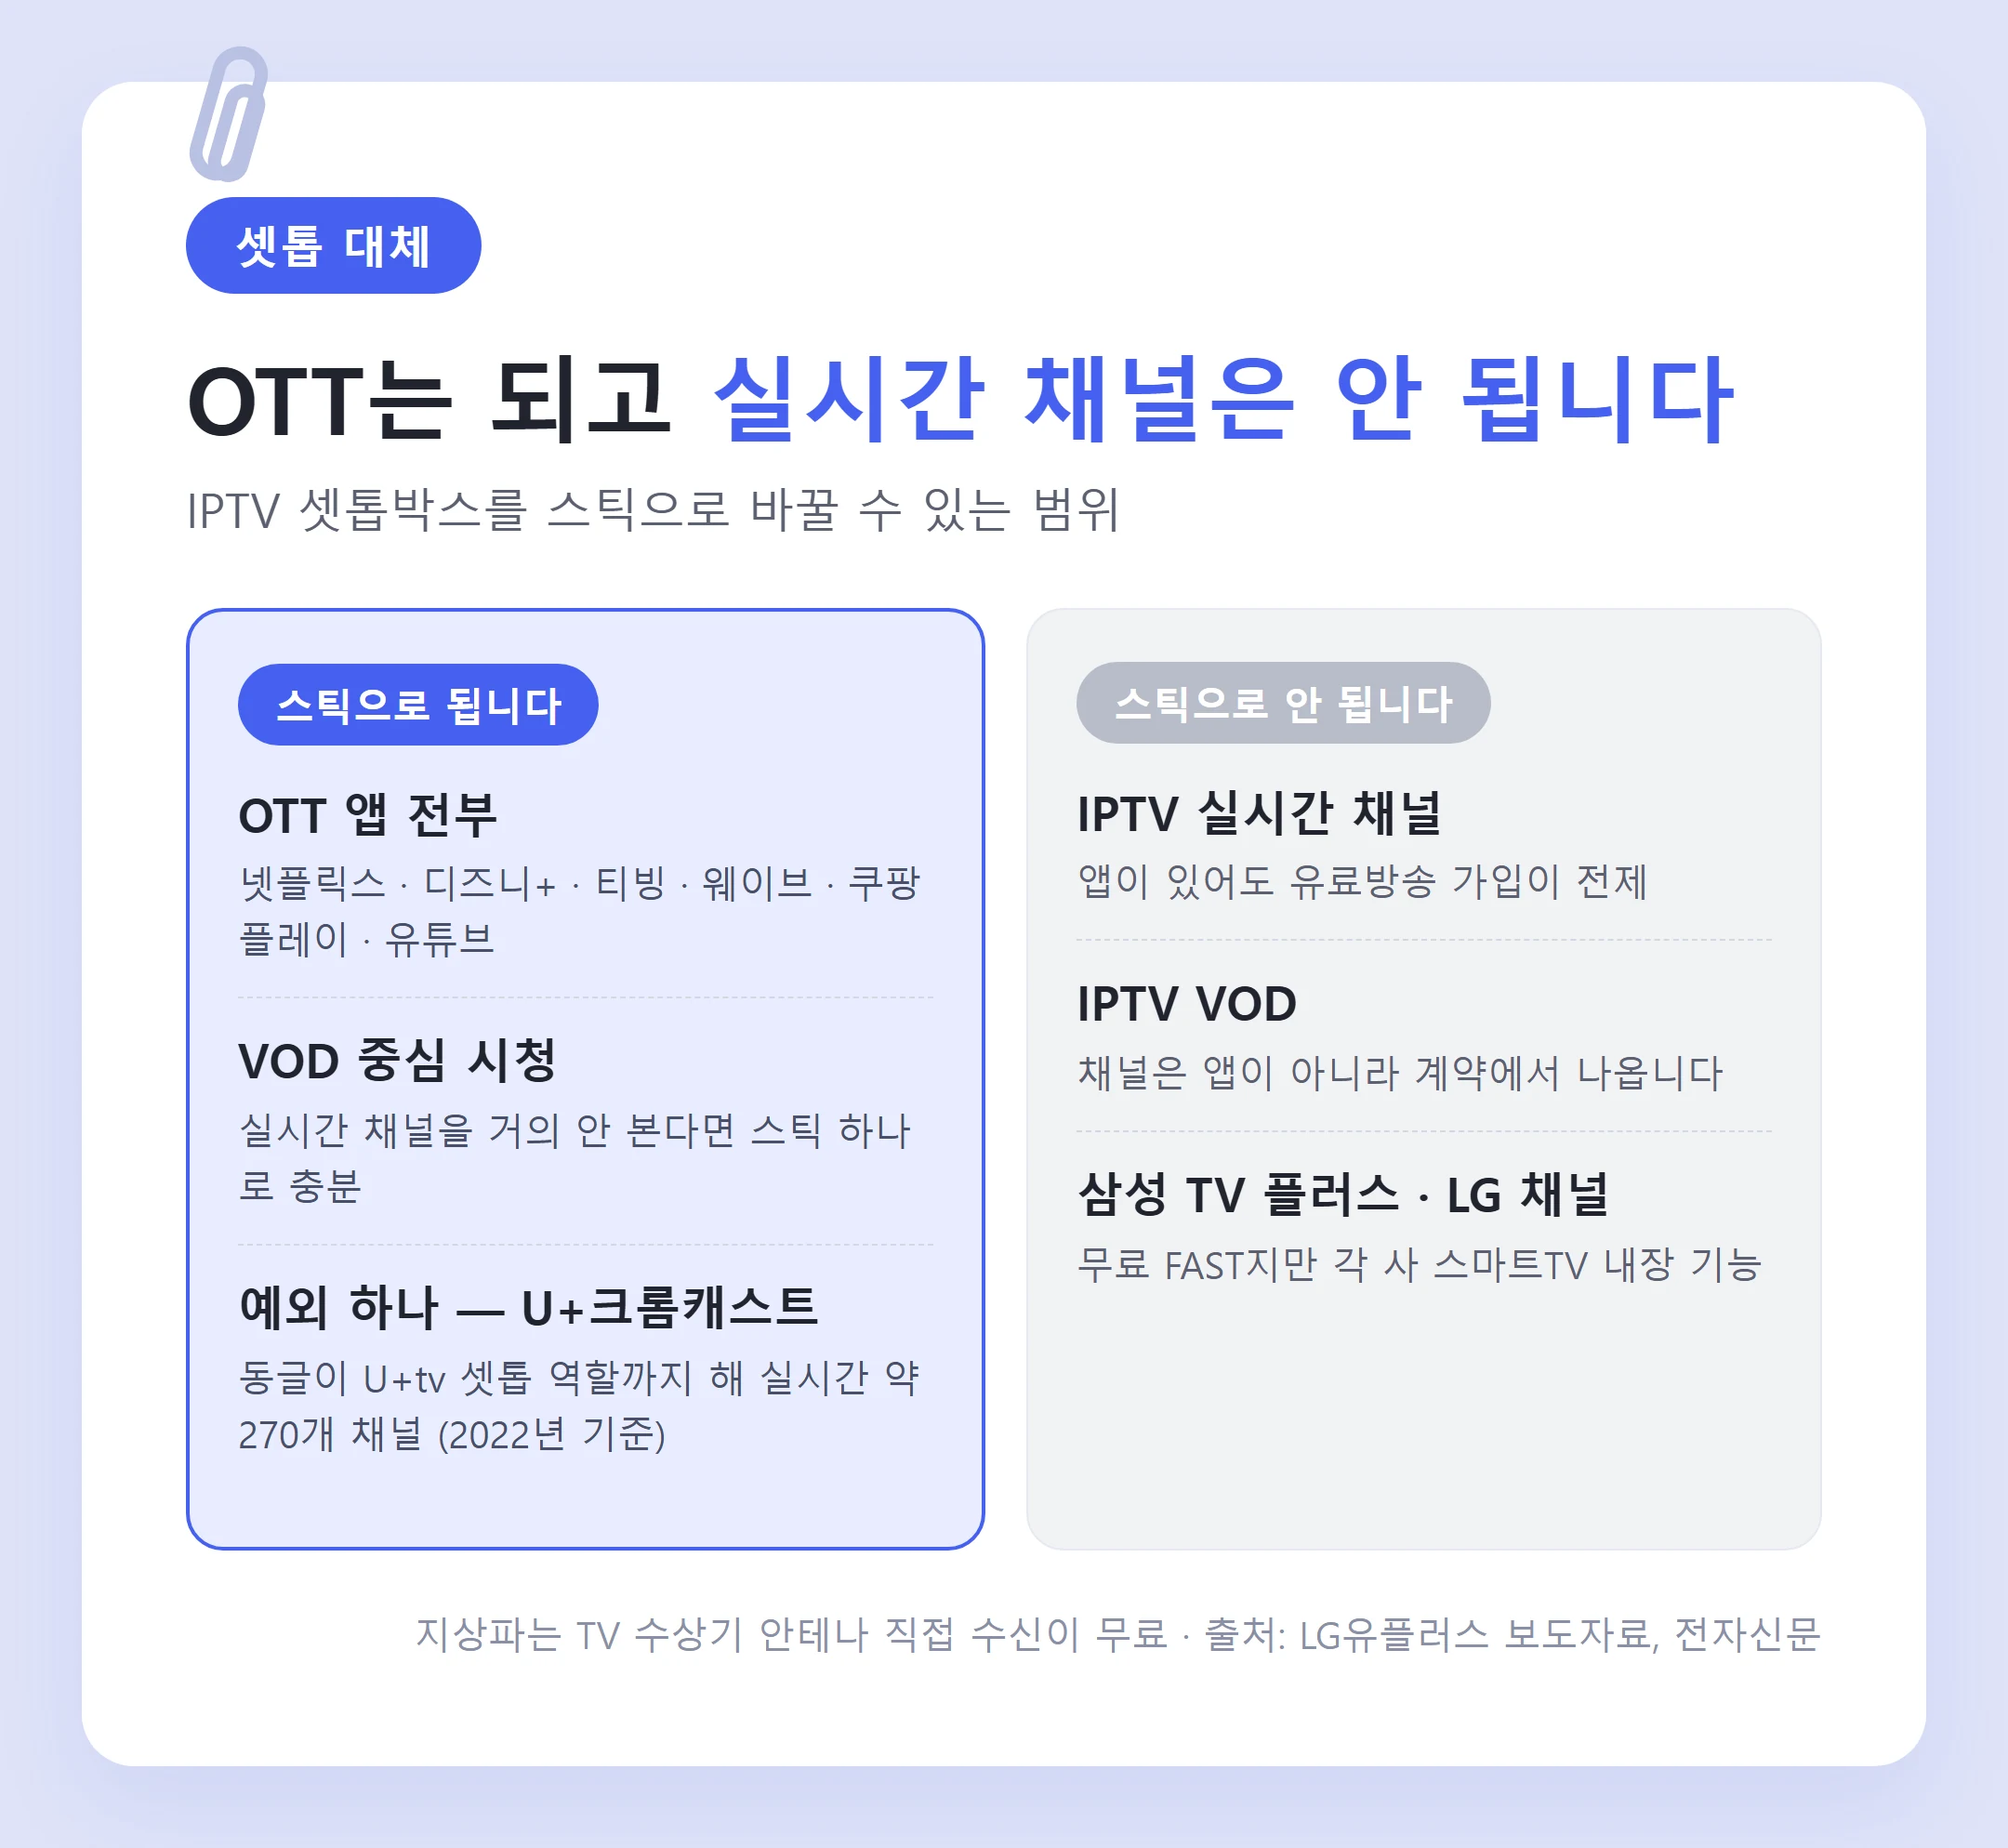 셋톱 대체
OTT는 되고 실시간 채널은 안 됩니다
IPTV 셋톱박스를 스틱으로 바꿀 수 있는 범위
스틱으로 됩니다
OTT 앱 전부
넷플릭스 · 디즈니+ · 티빙 · 웨이브 · 쿠팡
플레이 · 유튜브
VOD 중심 시청
실시간 채널을 거의 안 본다면 스틱 하나
로 충분
예외 하나 — U+크롬캐스트
동글이 U+tv 셋톱 역할까지 해 실시간 약
270개 채널 (2022년 기준)
스틱으로 안 됩니다
IPTV 실시간 채널
앱이 있어도 유료방송 가입이 전제
IPTV VOD
채널은 앱이 아니라 계약에서 나옵니다
삼성 TV 플러스 · LG 채널
무료 FAST지만 각 사 스마트TV 내장 기능
지상파는 TV 수상기 안테나 직접 수신이 무료 · 출처: LG유플러스 보도자료, 전자신문